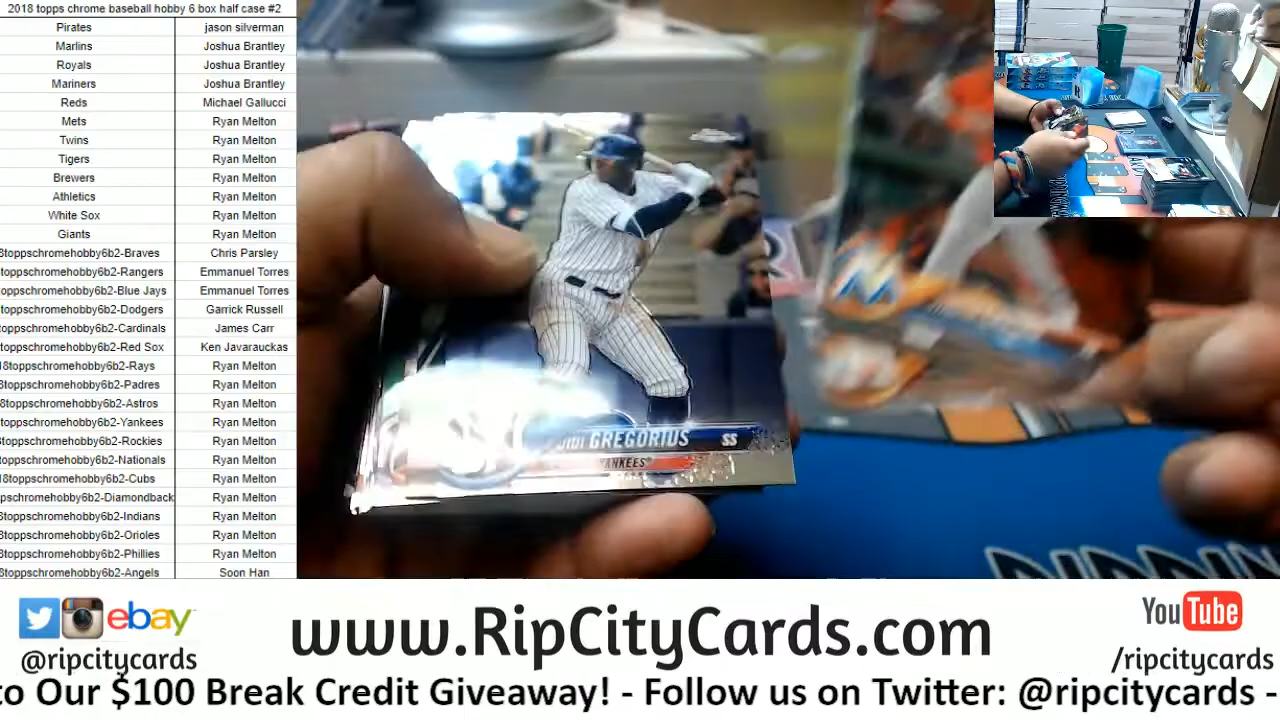 2018 topps chrome baseball hobby 6 box half case #2
Pirates jason silverman
Marlins Joshua Brantley
Royals Joshua Brantley
Mariners Joshua Brantley
Reds Michael Gallucci
Mets Ryan Melton
Twins Ryan Melton
Tigers Ryan Melton
Brewers Ryan Melton
Athletics Ryan Melton
White Sox Ryan Melton
Giants Ryan Melton
8toppschromehobby6b2-Braves Chris Parsley
toppschromehobby6b2-Rangers Emmanuel Torres
oppschromehobby6b2-Blue Jays Emmanuel Torres
toppschromehobby6b2-Dodgers Garrick Russell
oppschromehobby6b2-Cardinals James Carr
toppschromehobby6b2-Red Sox Ken Javarauckas
18toppschromehobby6b2-Rays Ryan Melton
8toppschromehobby6b2-Padres Ryan Melton
8toppschromehobby6b2-Astros Ryan Melton
toppschromehobby6b2-Yankees Ryan Melton
toppschromehobby6b2-Rockies Ryan Melton
oppschromehobby6b2-Nationals Ryan Melton
18toppschromehobby6b2-Cubs Ryan Melton
pschromehobby6b2-Diamondback Ryan Melton
8toppschromehobby6b2-Indians Ryan Melton
8toppschromehobby6b2-Orioles Ryan Melton
8toppschromehobby6b2-Phillies Ryan Melton
8toppschromehobby6b2-Angels Soon Han
DIDI GREGORIUS SS
YANKEES
ebay
@ripcitycards
www.RipCityCards.com
YouTube
/ripcitycards
to Our $100 Break Credit Giveaway! - Follow us on Twitter: @ripcitycards -